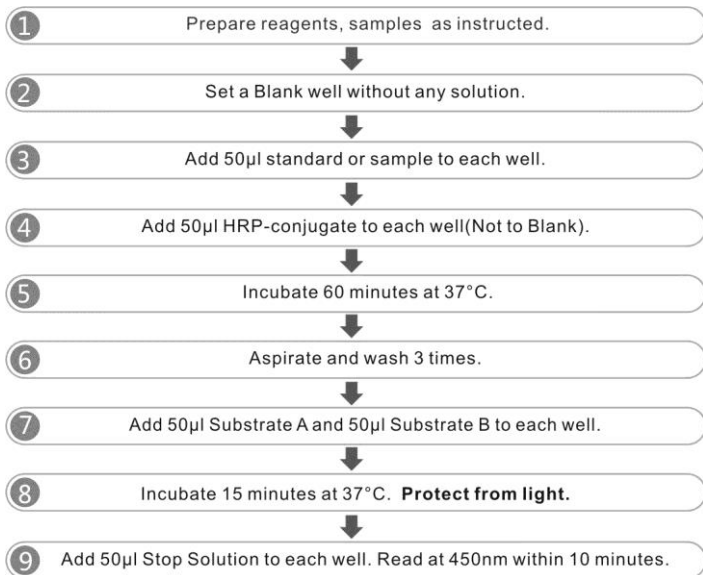 1 Prepare reagents, samples as instructed.
2 Set a Blank well without any solution.
3 Add 50µl standard or sample to each well.
4 Add 50µl HRP-conjugate to each well(Not to Blank).
5 Incubate 60 minutes at 37°C.
6 Aspirate and wash 3 times.
7 Add 50µl Substrate A and 50µl Substrate B to each well.
8 Incubate 15 minutes at 37°C. Protect from light.
9 Add 50µl Stop Solution to each well. Read at 450nm within 10 minutes.